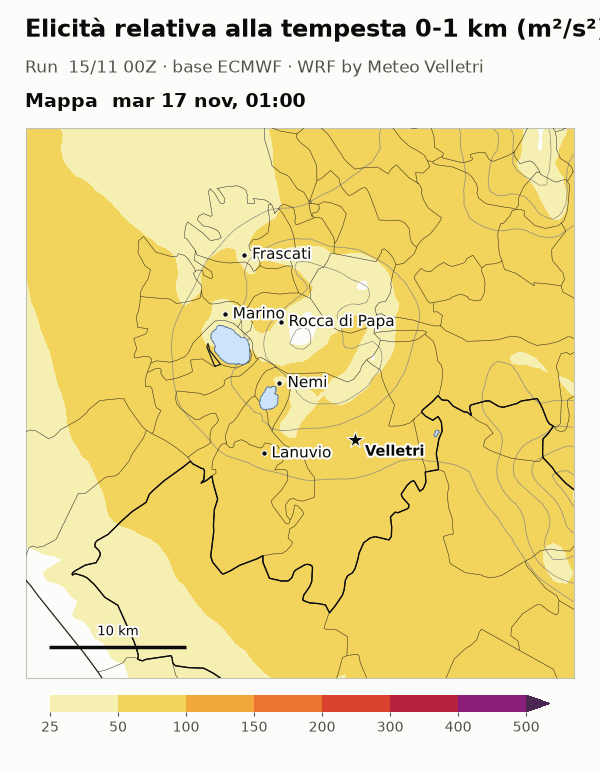 Elicità relativa alla tempesta 0-1 km (m²/s²)
Run 15/11 00Z · base ECMWF · WRF by Meteo Velletri
Mappa mar 17 nov, 01:00
Frascati
Marino
Rocca di Papa
Nemi
Velletri
Lanuvio
10 km
25 50 100 150 200 300 400 500